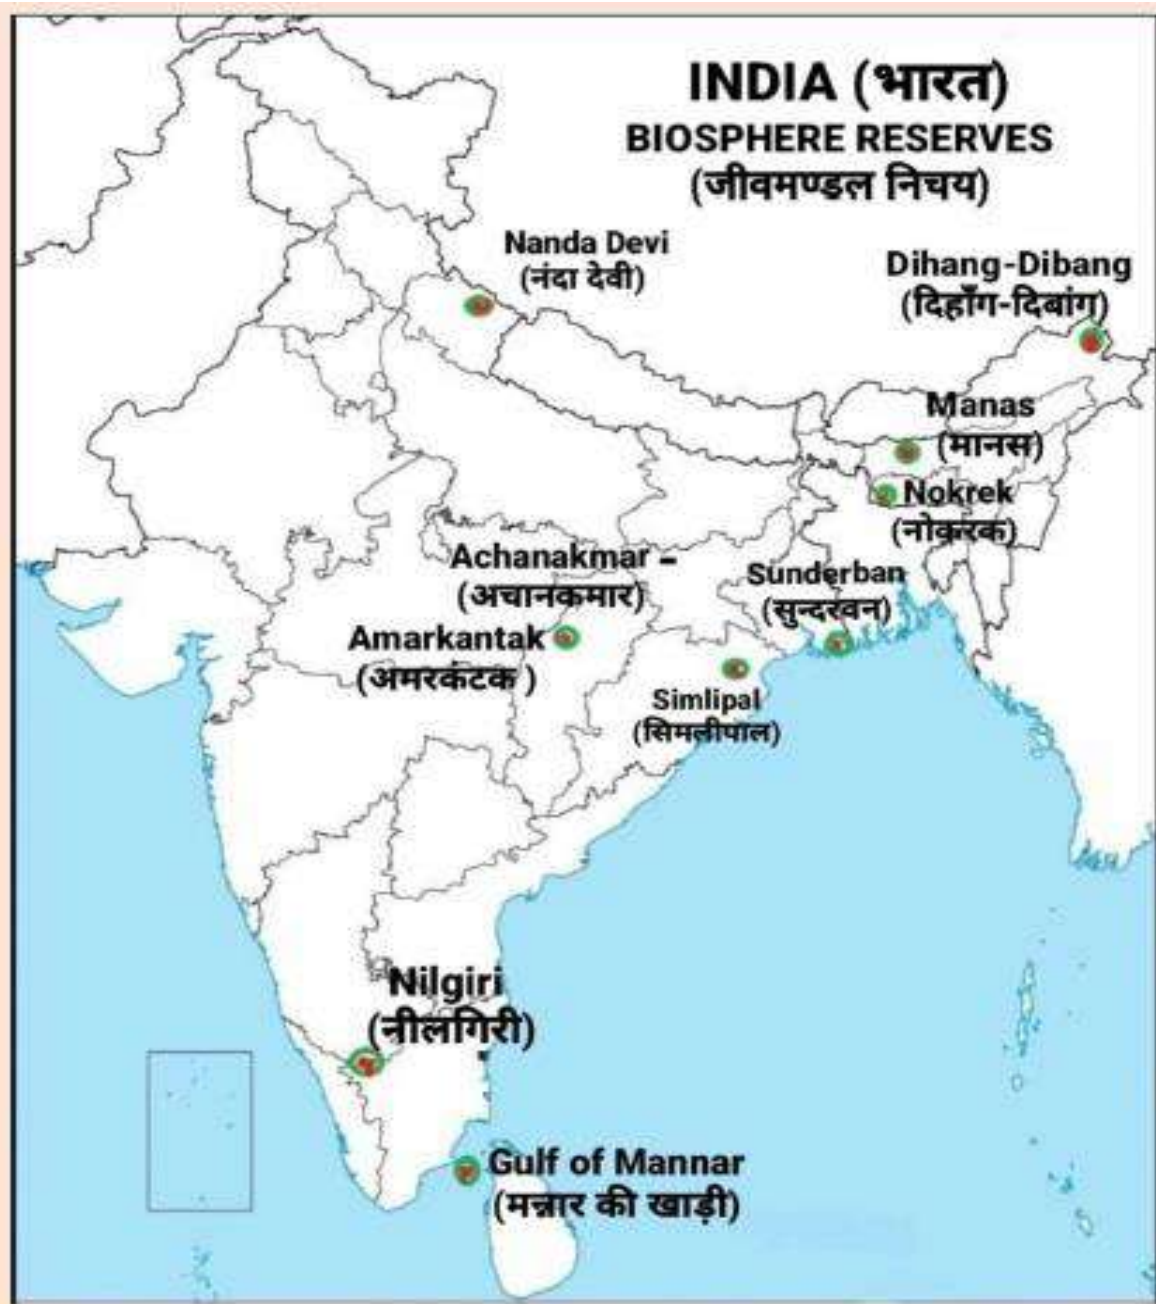 INDIA (भारत)
BIOSPHERE RESERVES
(जीवमण्डल निचय)
Nanda Devi
(नंदा देवी)
Dihang-Dibang
(दिहाँग-दिबांग)
Manas
(मानस)
Nokrek
(नोकरक)
Achanakmar -
(अचानकमार)
Sunderban
(सुन्दरवन)
Amarkantak
(अमरकंटक )
Simlipal
(सिमलीपाल)
Nilgiri
(नीलगिरी)
Gulf of Mannar
(मन्नार की खाड़ी)